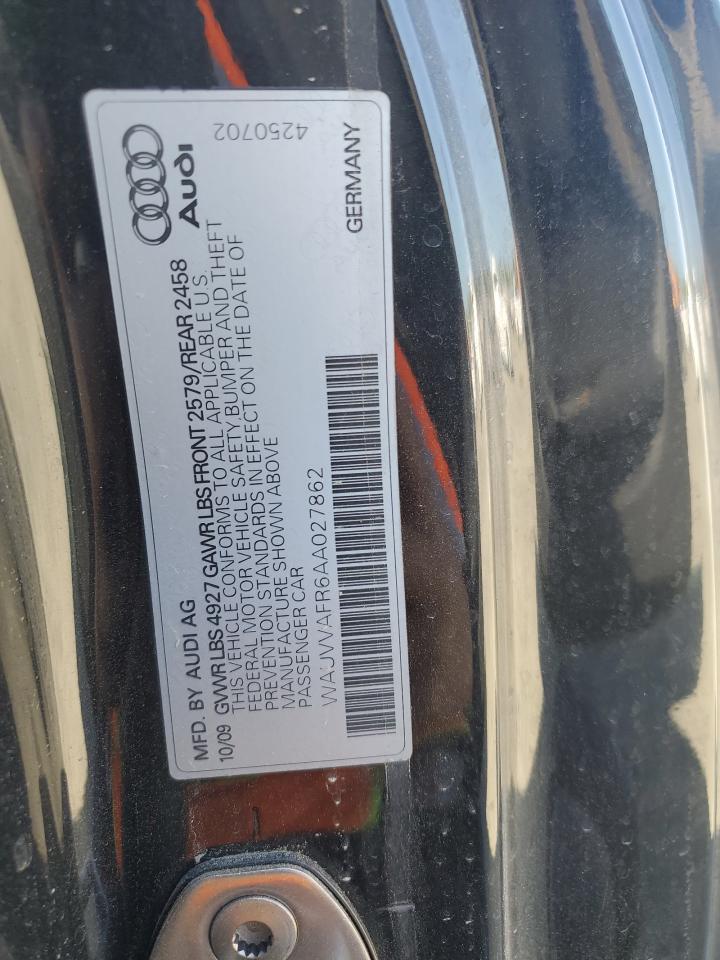 MFD. BY AUDI AG
10/09 GVWR LBS 4927 GAWR LBS FRONT 2579/REAR 2458
THIS VEHICLE CONFORMS TO ALL APPLICABLE U.S.
FEDERAL MOTOR VEHICLE SAFETY BUMPER AND THEFT
PREVENTION STANDARDS IN EFFECT ON THE DATE OF
MANUFACTURE SHOWN ABOVE
PASSENGER CAR
WAUWAFR6AA027862
Audi
GERMANY
4250702